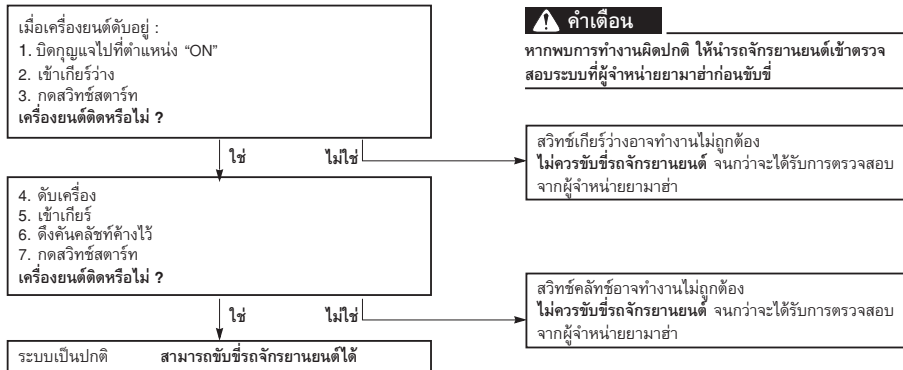 เมื่อเครื่องยนต์ดับอยู่ :
1. บิดกุญแจไปที่ตำแหน่ง “ON”
2. เข้าเกียร์ว่าง
3. กดสวิทช์สตาร์ท
เครื่องยนต์ติดหรือไม่ ?
คำเตือน
หากพบการทำงานผิดปกติ ให้นำรถจักรยานยนต์เข้าตรวจ
สอบระบบที่ผู้จำหน่ายยามาฮ่าก่อนขับขี่
ใช่
ไม่ใช่
สวิทช์เกียร์ว่างอาจทำงานไม่ถูกต้อง
ไม่ควรขับขี่รถจักรยานยนต์ จนกว่าจะได้รับการตรวจสอบ
จากผู้จำหน่ายยามาฮ่า
4. ดับเครื่อง
5. เข้าเกียร์
6. ดึงคันคลัชท์ค้างไว้
7. กดสวิทช์สตาร์ท
เครื่องยนต์ติดหรือไม่ ?
ใช่
ไม่ใช่
สวิทช์คลัทช์อาจทำงานไม่ถูกต้อง
ไม่ควรขับขี่รถจักรยานยนต์ จนกว่าจะได้รับการตรวจสอบ
จากผู้จำหน่ายยามาฮ่า
ระบบเป็นปกติ สามารถขับขี่รถจักรยานยนต์ได้